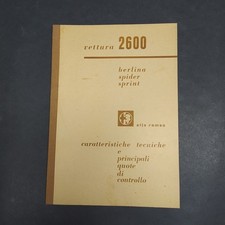 vettura 2600
berlina
spider
sprint
alfa romeo
caratteristiche tecniche
e
principali
quote
di
controllo